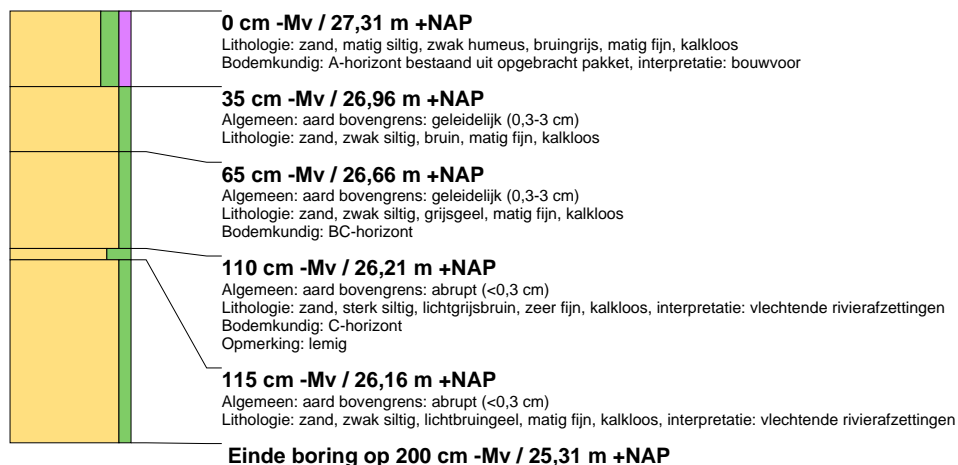 0 cm -Mv / 27,31 m +NAP
Lithologie: zand, matig siltig, zwak humeus, bruingrijs, matig fijn, kalkloos
Bodemkundig: A-horizont bestaand uit opgebracht pakket, interpretatie: bouwvoor
35 cm -Mv / 26,96 m +NAP
Algemeen: aard bovengrens: geleidelijk (0,3-3 cm)
Lithologie: zand, zwak siltig, bruin, matig fijn, kalkloos
65 cm -Mv / 26,66 m +NAP
Algemeen: aard bovengrens: geleidelijk (0,3-3 cm)
Lithologie: zand, zwak siltig, grijsgeel, matig fijn, kalkloos
Bodemkundig: BC-horizont
110 cm -Mv / 26,21 m +NAP
Algemeen: aard bovengrens: abrupt (<0,3 cm)
Lithologie: zand, sterk siltig, lichtgrijsbruin, zeer fijn, kalkloos, interpretatie: vlechtende rivierafzettingen
Bodemkundig: C-horizont
Opmerking: lemig
115 cm -Mv / 26,16 m +NAP
Algemeen: aard bovengrens: abrupt (<0,3 cm)
Lithologie: zand, zwak siltig, lichtbruingeel, matig fijn, kalkloos, interpretatie: vlechtende rivierafzettingen
Einde boring op 200 cm -Mv / 25,31 m +NAP